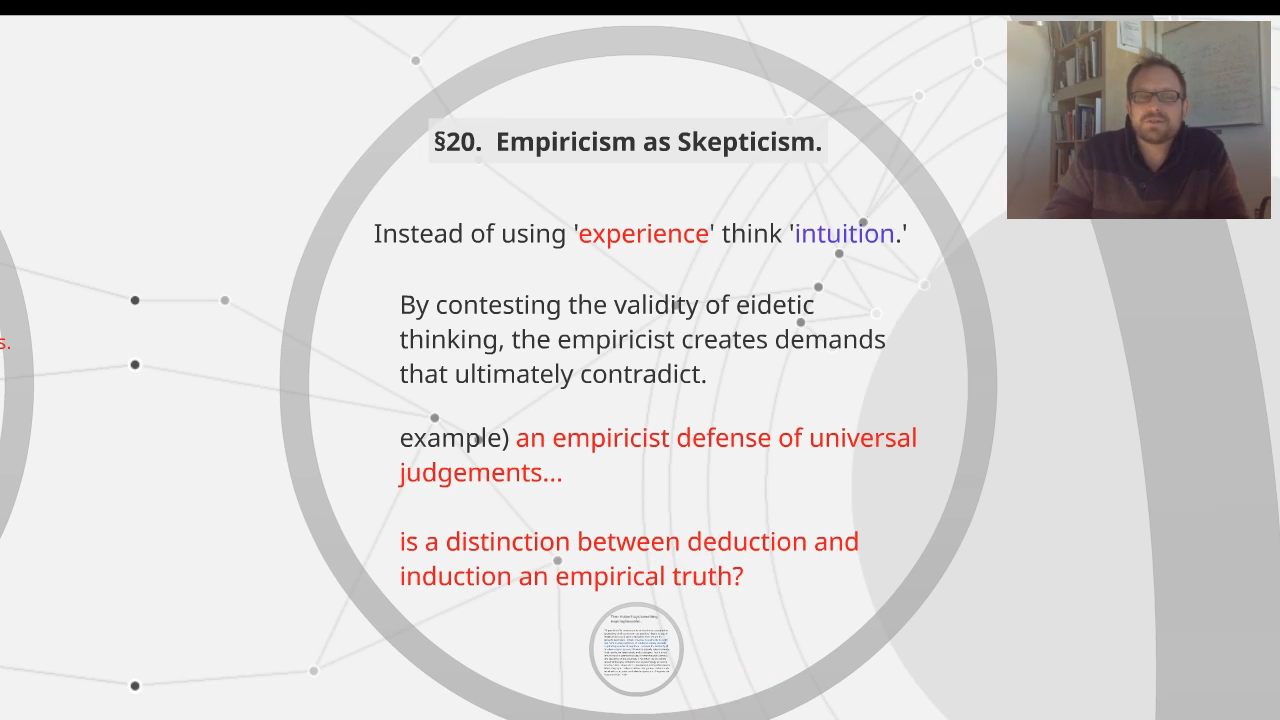 §20. Empiricism as Skepticism.
Instead of using 'experience' think 'intuition.'
By contesting the validity of eidetic
thinking, the empiricist creates demands
that ultimately contradict.
example) an empiricist defense of universal
judgements...
is a distinction between deduction and
induction an empirical truth?
s.